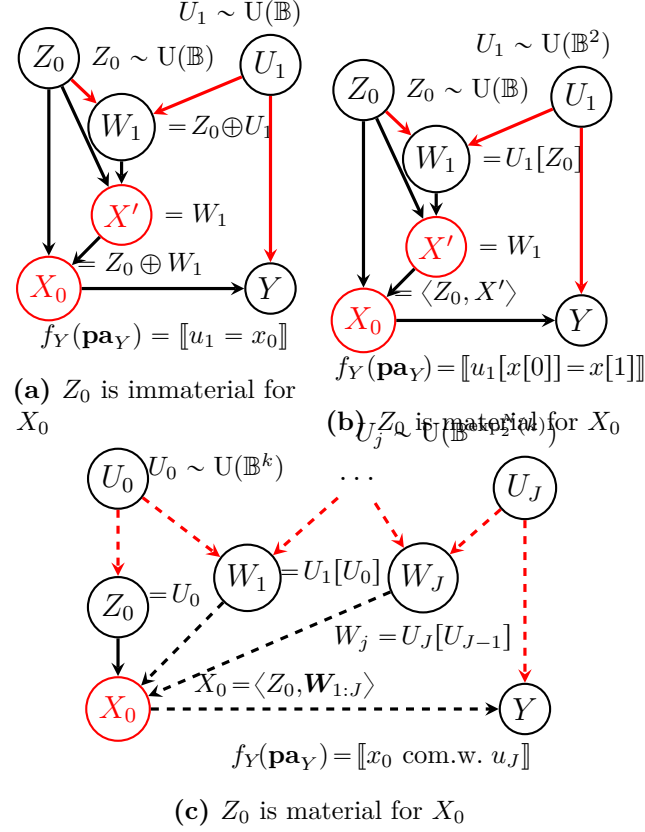 U₁ ∼ U(𝔹)
Z₀
Z₀ ∼ U(𝔹)
U₁
W₁
= Z₀⊕U₁
X′
= W₁
= Z₀ ⊕ W₁
X₀
Y
f_Y(𝐩𝐚_Y) = ⟦u₁ = x₀⟧
(a) Z₀ is immaterial for
X₀
U₁ ∼ U(𝔹²)
Z₀
Z₀ ∼ U(𝔹)
U₁
W₁
= U₁[Z₀]
X′
= W₁
= ⟨Z₀, X′⟩
X₀
Y
f_Y(𝐩𝐚_Y) = ⟦u₁[x[0]] = x[1]⟧
(b) Z₀ is material for X₀
U₀
U₀ ∼ U(𝔹ᵏ)
⋯
U_J
W₁
= U₁[U₀]
W_J
Z₀
= U₀
W_j = U_J[U_{J−1}]
X₀ = ⟨Z₀, 𝑾_{1:J}⟩
X₀
Y
f_Y(𝐩𝐚_Y) = ⟦x₀ com.w. u_J⟧
(c) Z₀ is material for X₀